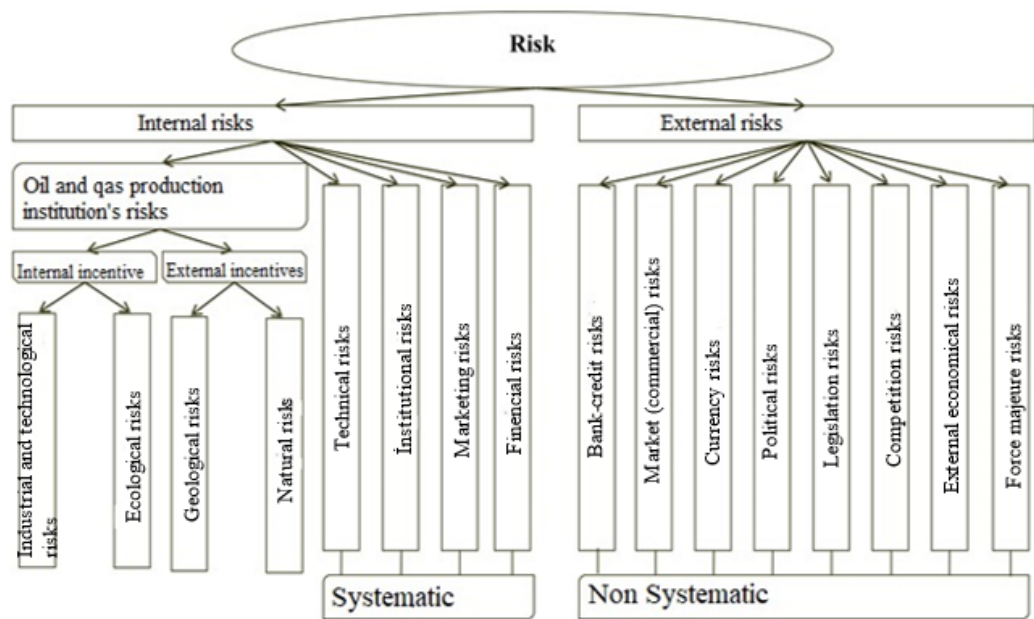 Risk
Internal risks
External risks
Oil and qas production
institution's risks
Internal incentive
External incentives
Industrial and technological
risks
Ecological risks
Geological risks
Natural risks
Technical risks
İnstitutional risks
Marketing risks
Finencial risks
Bank-credit risks
Market (commercial) risks
Currency risks
Political risks
Legislation risks
Competition risks
External economical risks
Force majeure risks
Systematic
Non Systematic